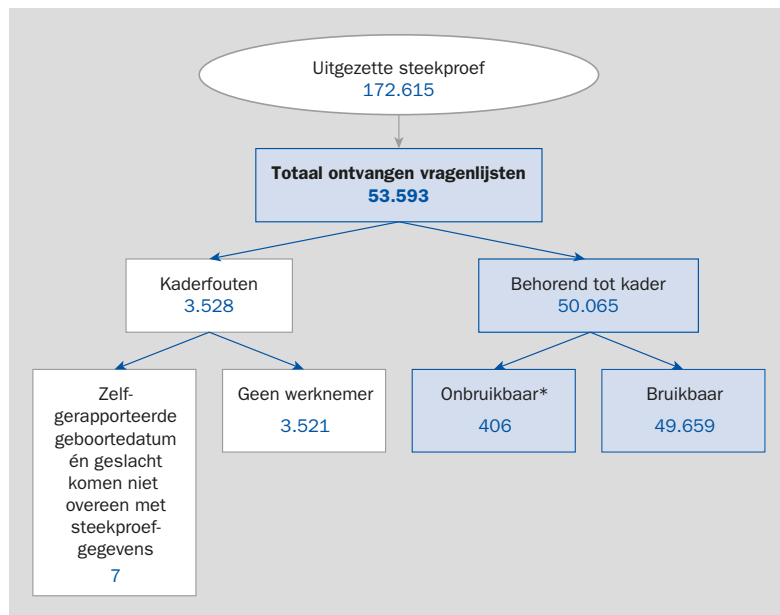 Uitgezette steekproef
172.615
Totaal ontvangen vragenlijsten
53.593
Kaderfouten
3.528
Behorend tot kader
50.065
Zelf-
gerapporteerde
geboortedatum
én geslacht
komen niet
overeen met
steekproef-
gegevens
7
Geen werknemer
3.521
Onbruikbaar*
406
Bruikbaar
49.659